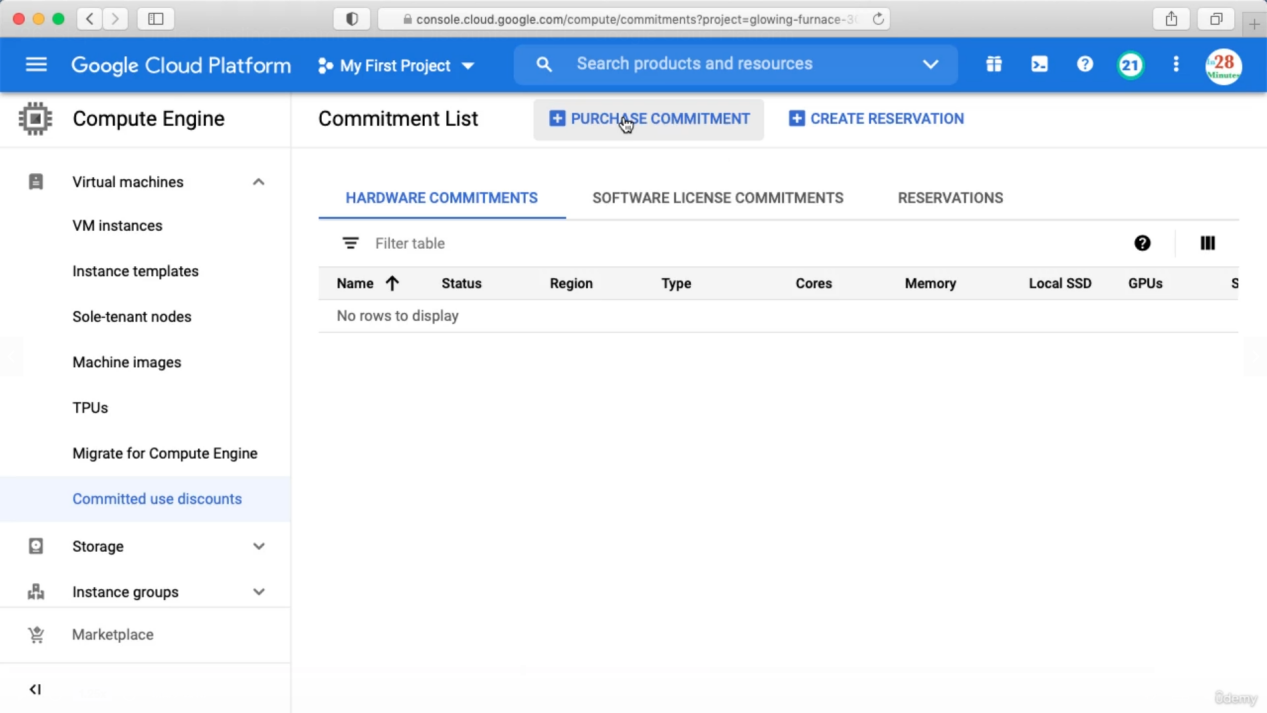 console.cloud.google.com/compute/commitments?project=glowing-furnace-3
Google Cloud Platform
My First Project
Search products and resources
21
28
Minutes
Compute Engine
Commitment List
PURCHASE COMMITMENT
CREATE RESERVATION
Virtual machines
VM instances
Instance templates
Sole-tenant nodes
Machine images
TPUs
Migrate for Compute Engine
Committed use discounts
Storage
Instance groups
Marketplace
HARDWARE COMMITMENTS
SOFTWARE LICENSE COMMITMENTS
RESERVATIONS
Filter table
Name Status Region Type Cores Memory Local SSD GPUs S
No rows to display
ûdemy